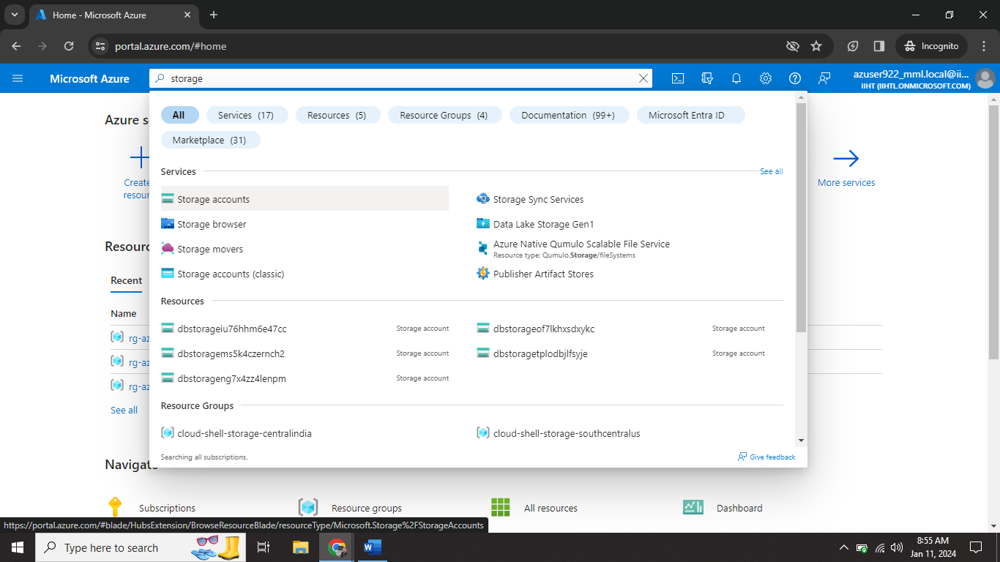 Home - Microsoft Azure
portal.azure.com/#home
Incognito
Microsoft Azure
storage
azuser922_mml.local@ii...
IIHT (IIHTL.ONMICROSOFT.COM)
Azure s
All
Services (17)
Resources (5)
Resource Groups (4)
Documentation (99+)
Microsoft Entra ID
Marketplace (31)
Services
See all
Create
resour
More services
Storage accounts
Storage Sync Services
Storage browser
Data Lake Storage Gen1
Storage movers
Azure Native Qumulo Scalable File Service
Resource type: Qumulo.Storage/fileSystems
Storage accounts (classic)
Publisher Artifact Stores
Resourc
Recent
Name
rg-az
rg-az
rg-az
See all
Resources
dbstorageiu76hhm6e47cc
Storage account
dbstorageof7lkhxsdxykc
Storage account
dbstoragems5k4czernch2
Storage account
dbstoragetplodbjlfsyje
Storage account
dbstorageng7x4zz4lenpm
Storage account
Resource Groups
cloud-shell-storage-centralindia
cloud-shell-storage-southcentralus
Searching all subscriptions.
Give feedback
Navigate
Subscriptions
Resource groups
All resources
Dashboard
https://portal.azure.com/#blade/HubsExtension/BrowseResourceBlade/resourceType/Microsoft.Storage%2FStorageAccounts
Type here to search
8:55 AM
Jan 11, 2024